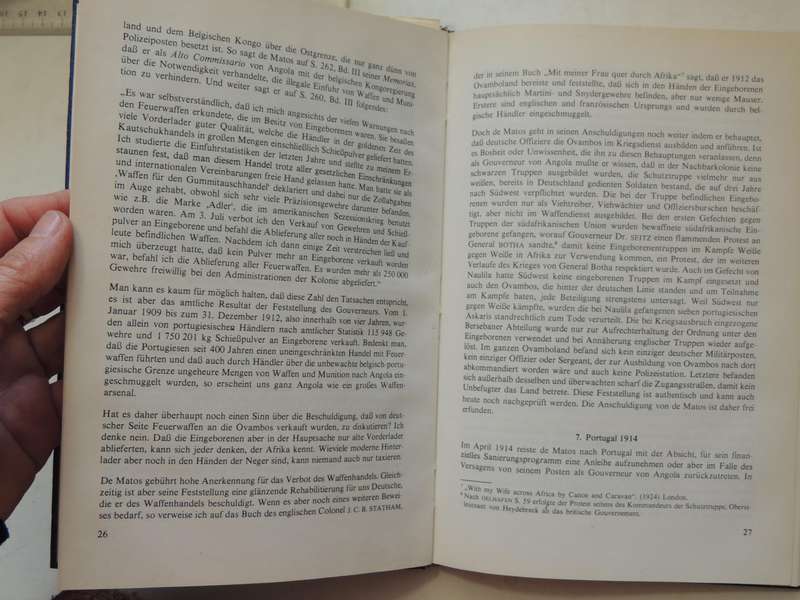 land und dem Belgischen Kongo über die Ostgrenze, die nur ganz dünn von
Polizeiposten besetzt ist. So sagt de Matos auf S. 262, Bd. III seiner Memorias,
daß er als Alto Commissario von Angola mit der belgischen Kongoregierung
über die Notwendigkeit verhandelte, die illegale Einfuhr von Waffen und Muni-
tion zu verhindern. Und weiter sagt er auf S. 260, Bd. III folgendes:
„Es war selbstverständlich, daß ich mich angesichts der vielen Warnungen nach
den Feuerwaffen erkundete, die im Besitz von Eingeborenen waren. Sie besaßen
viele Vorderlader guter Qualität, welche die Händler in der goldenen Zeit des
Kautschukhandels in großen Mengen einschließlich Schießpulver geliefert hatten.
Ich studierte die Einfuhrstatistiken der letzten Jahre und stellte zu meinem Er-
staunen fest, daß man diesem Handel trotz aller gesetzlichen Einschränkungen
und internationalen Vereinbarungen freie Hand gelassen hatte. Man hatte sie als
‚Waffen für den Gummitauschhandel' deklariert und dabei nur die Zollabgaben
im Auge gehabt, obwohl sich sehr viele Präzisionsgewehre darunter befanden,
wie z.B. die Marke „Adler', die im amerikanischen Sezessionskrieg benutzt
worden waren. Am 3. Juli verbot ich den Verkauf von Gewehren und Schieß-
pulver an Eingeborene und befahl die Ablieferung aller noch in Händen der Kauf-
leute befindlichen Waffen. Nachdem ich dann einige Zeit verstreichen ließ und
mich überzeugt hatte, daß kein Pulver mehr an Eingeborene verkauft worden
war, befahl ich die Ablieferung aller Feuerwaffen. Es wurden mehr als 250 000
Gewehre freiwillig bei den Administrationen der Kolonie abgeliefert."
Man kann es kaum für möglich halten, daß diese Zahl den Tatsachen entspricht,
es ist aber das amtliche Resultat der Feststellung des Gouverneurs. Vom 1.
Januar 1909 bis zum 31. Dezember 1912, also innerhalb von vier Jahren, wur-
den allein von portugiesischen Händlern nach amtlicher Statistik 115 948 Ge-
wehre und 1 750 201 kg Schießpulver an Eingeborene verkauft. Bedenkt man,
daß die Portugiesen seit 400 Jahren einen uneingeschränkten Handel mit Feuer-
waffen führten und daß auch durch Händler über die unbewachte belgisch-portu-
giesische Grenze ungeheure Mengen von Waffen und Munition nach Angola ein-
geschmuggelt wurden, so erscheint uns ganz Angola wie ein großes Waffen-
arsenal.
Hat es daher überhaupt noch einen Sinn über die Beschuldigung, daß von deut-
scher Seite Feuerwaffen an die Ovambos verkauft wurden, zu diskutieren? Ich
denke nein. Daß die Eingeborenen aber in der Hauptsache nur alte Vorderlader
ablieferten, kann sich jeder denken, der Afrika kennt. Wieviele moderne Hinter-
lader aber noch in den Händen der Neger sind, kann niemand auch nur taxieren.
De Matos gebührt hohe Anerkennung für das Verbot des Waffenhandels. Gleich-
zeitig ist aber seine Feststellung eine glänzende Rehabilitierung für uns Deutsche,
die er des Waffenhandels beschuldigt. Wenn es aber noch eines weiteren Bewei-
ses bedarf, so verweise ich auf das Buch des englischen Colonel J. C. B. STATHAM,
26
der in seinem Buch „Mit meiner Frau quer durch Afrika"⁵ sagt, daß er 1912 das
Ovamboland bereiste und feststellte, daß sich in den Händen der Eingeborenen
hauptsächlich Martini- und Snydergewehre befinden, aber nur wenige Mauser.
Erstere sind englischen und französischen Ursprungs und wurden durch bel-
gische Händler eingeschmuggelt.
Doch de Matos geht in seinen Anschuldigungen noch weiter indem er behauptet,
daß deutsche Offiziere die Ovambos im Kriegsdienst ausbilden und anführen. Ist
es Bosheit oder Unwissenheit, die ihn zu diesen Behauptungen veranlassen, denn
als Gouverneur von Angola mußte er wissen, daß in der Nachbarkolonie keine
schwarzen Truppen ausgebildet wurden, die Schutztruppe vielmehr nur aus
weißen, bereits in Deutschland gedienten Soldaten bestand, die auf drei Jahre
nach Südwest verpflichtet wurden. Die bei der Truppe befindlichen Eingebo-
renen wurden nur als Viehtreiber, Viehwächter und Offiziersburschen beschäf-
tigt, aber nicht im Waffendienst ausgebildet. Bei den ersten Gefechten gegen
Truppen der südafrikanischen Union wurden bewaffnete südafrikanische Ein-
geborene gefangen, worauf Gouverneur Dr. SEITZ einen flammenden Protest an
General BOTHA sandte,⁶ damit keine Eingeborenentruppen im Kampfe Weiße
gegen Weiße in Afrika zur Verwendung kommen, ein Protest, der im weiteren
Verlaufe des Krieges von General Botha respektiert wurde. Auch im Gefecht von
Naulila hatte Südwest keine eingeborenen Truppen im Kampf eingesetzt und
auch den Ovambos, die hinter der deutschen Linie standen und um Teilnahme
am Kampfe baten, jede Beteiligung strengstens untersagt. Weil Südwest nur
gegen Weiße kämpfte, wurden die bei Naulila gefangenen sieben portugiesischen
Askaris standrechtlich zum Tode verurteilt. Die bei Kriegsausbruch eingezogene
Bersebaner Abteilung wurde nur zur Aufrechterhaltung der Ordnung unter den
Eingeborenen verwendet und bei Annäherung englischer Truppen wieder aufge-
löst. Im ganzen Ovamboland befand sich kein einziger deutscher Militärposten,
kein einziger Offizier oder Sergeant, der zur Ausbildung von Ovambos nach dort
abkommandiert worden wäre und auch keine Polizeistation. Letztere befanden
sich außerhalb desselben und überwachten scharf die Zugangsstraßen, damit kein
Unbefugter das Land betrete. Diese Feststellung ist authentisch und kann auch
heute noch nachgeprüft werden. Die Anschuldigung von de Matos ist daher frei
erfunden.
7. Portugal 1914
Im April 1914 reiste de Matos nach Portugal mit der Absicht, für sein finan-
zielles Sanierungsprogramm eine Anleihe aufzunehmen oder aber im Falle des
Versagens von seinem Posten als Gouverneur von Angola zurückzutreten. In
⁵ „With my Wife across Africa by Canoe and Caravan". (1924) London.
⁶ Nach OELHAFEN S. 59 erfolgte der Protest seitens des Kommandeurs der Schutztruppe, Oberst-
leutnant von Heydebreck an das britische Gouvernement.
27